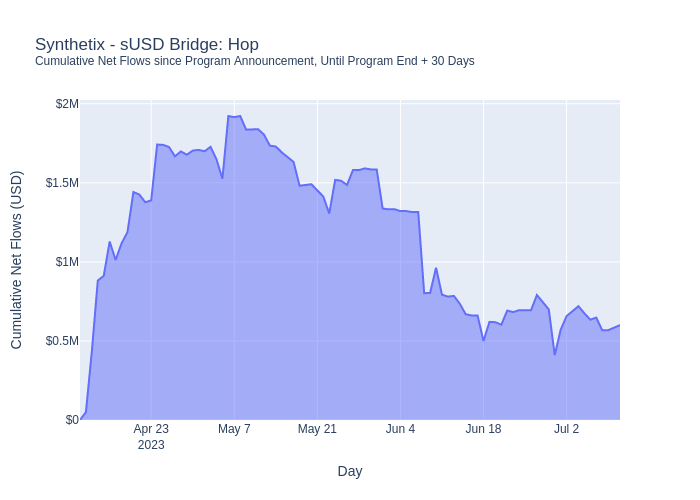 Synthetix - sUSD Bridge: Hop
Cumulative Net Flows since Program Announcement, Until Program End + 30 Days
Cumulative Net Flows (USD)
$2M
$1.5M
$1M
$0.5M
$0
Apr 23
2023
May 7
May 21
Jun 4
Jun 18
Jul 2
Day